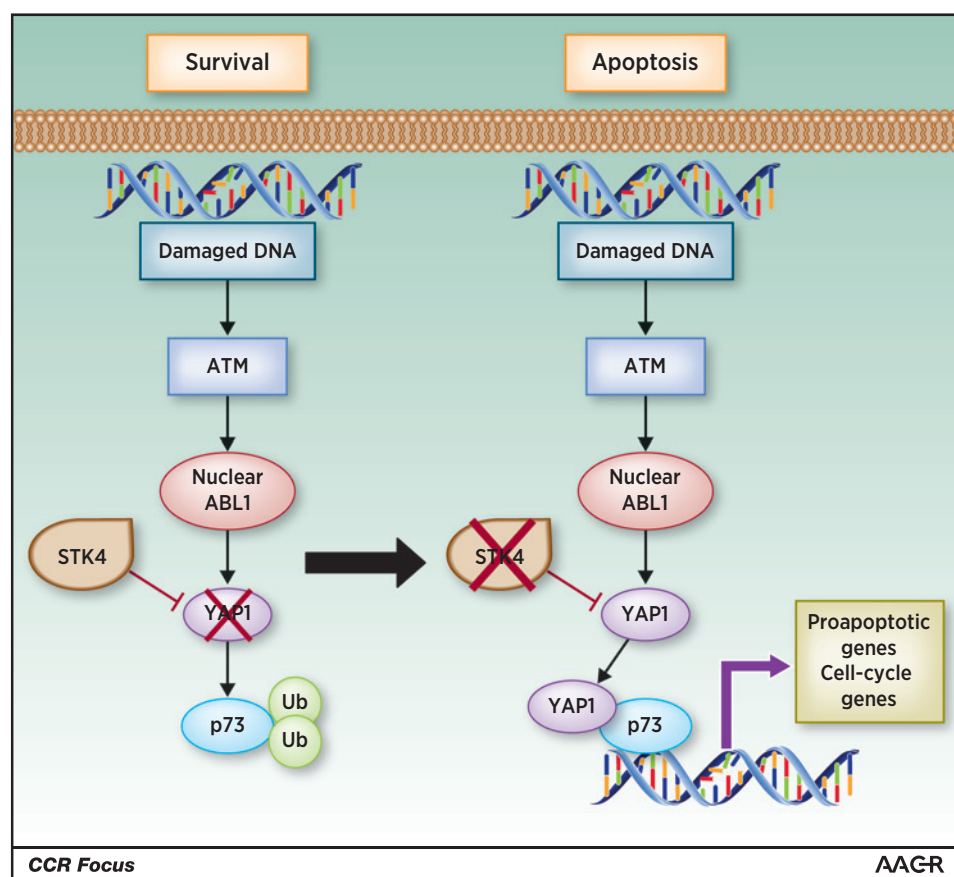 Survival
Apoptosis
Damaged DNA
Damaged DNA
ATM
ATM
Nuclear
ABL1
Nuclear
ABL1
STK4
STK4
YAP1
YAP1
Proapoptotic
genes
Cell-cycle
genes
p73
Ub
Ub
YAP1
p73
CCR Focus
AACR